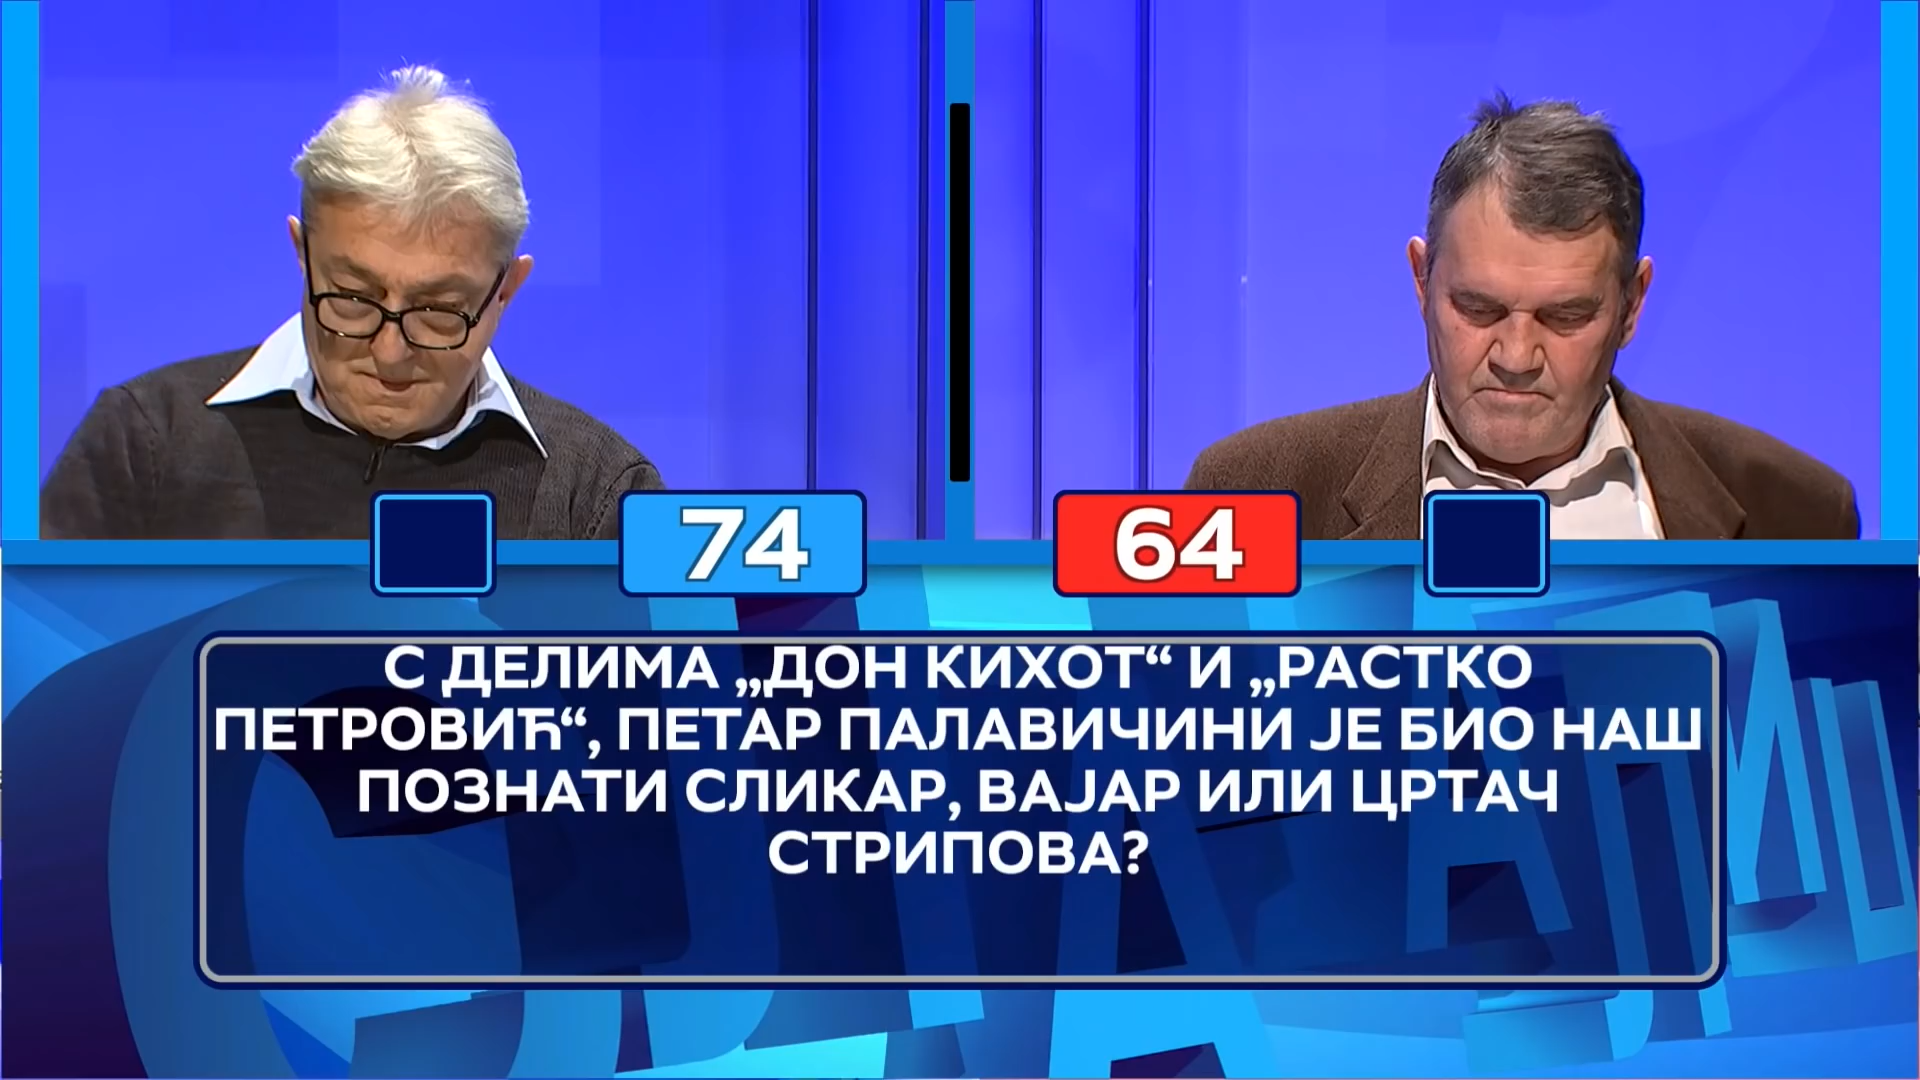 74
64
С ДЕЛИМА „ДОН КИХОТ“ И „РАСТКО
ПЕТРОВИЋ“, ПЕТАР ПАЛАВИЧИНИ ЈЕ БИО НАШ
ПОЗНАТИ СЛИКАР, ВАЈАР ИЛИ ЦРТАЧ
СТРИПОВА?